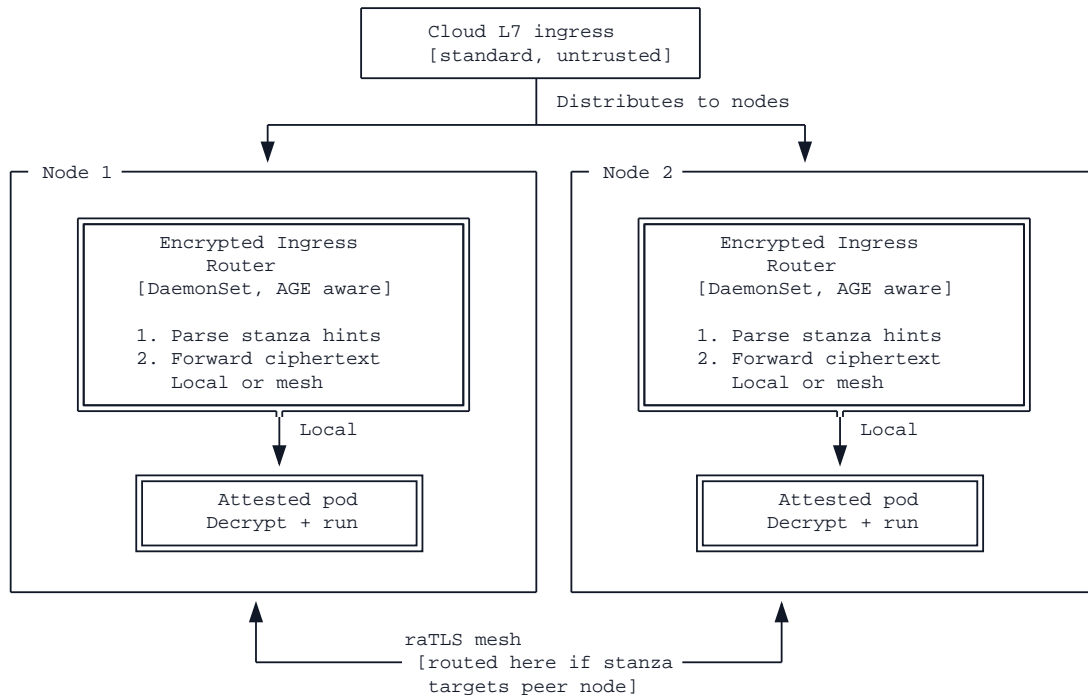 Cloud L7 ingress
[standard, untrusted]
Distributes to nodes
Node 1
Encrypted Ingress
Router
[DaemonSet, AGE aware]
1. Parse stanza hints
2. Forward ciphertext
Local or mesh
Local
Attested pod
Decrypt + run
Node 2
Encrypted Ingress
Router
[DaemonSet, AGE aware]
1. Parse stanza hints
2. Forward ciphertext
Local or mesh
Local
Attested pod
Decrypt + run
raTLS mesh
[routed here if stanza
targets peer node]